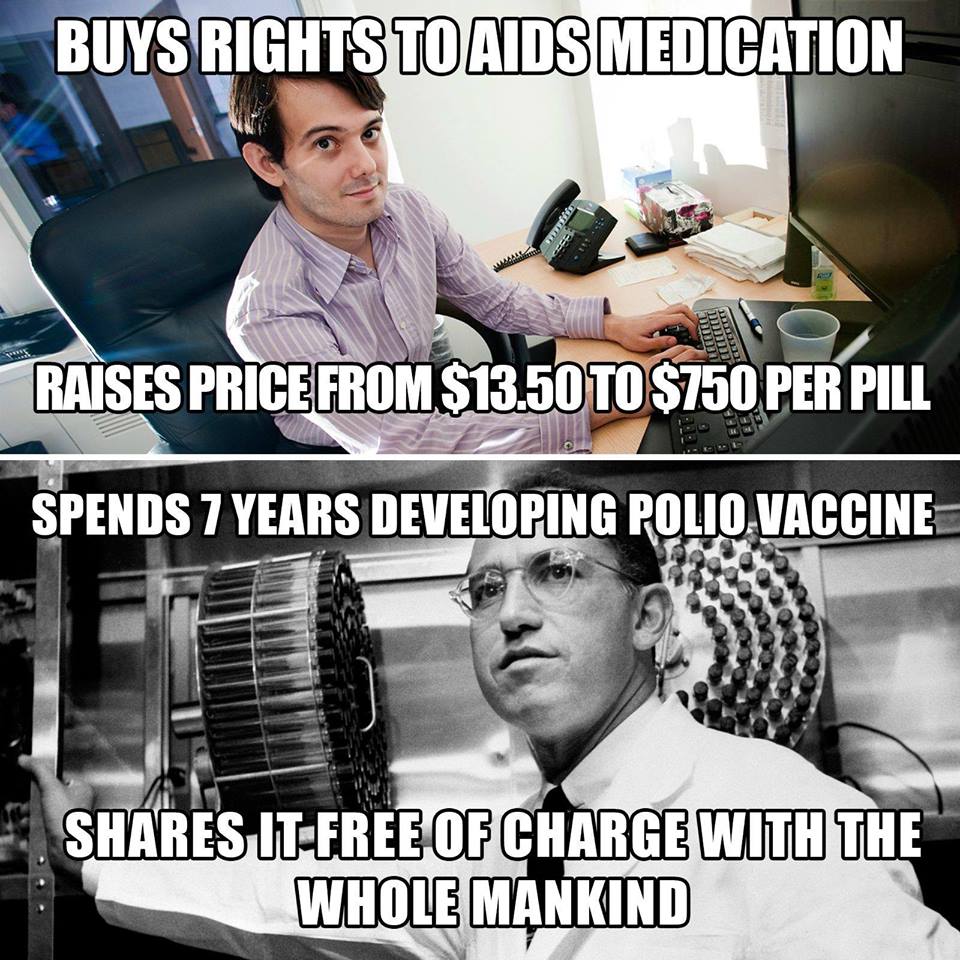 BUYS RIGHTS TO AIDS MEDICATION
RAISES PRICE FROM $13.50 TO $750 PER PILL
SPENDS 7 YEARS DEVELOPING POLIO VACCINE
SHARES IT FREE OF CHARGE WITH THE
WHOLE MANKIND